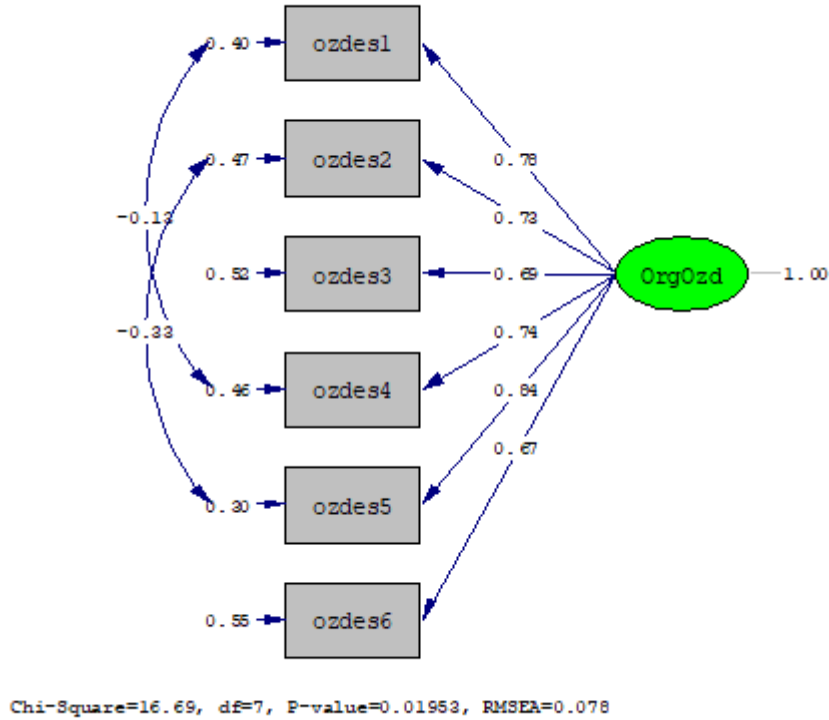 0.40
ozdes1
0.47
ozdes2
0.78
-0.13
0.73
0.52
ozdes3
0.69
OrgOzd
1.00
-0.33
0.74
0.46
ozdes4
0.84
0.67
0.30
ozdes5
0.55
ozdes6
Chi-Square=16.69, df=7, P-value=0.01953, RMSEA=0.078